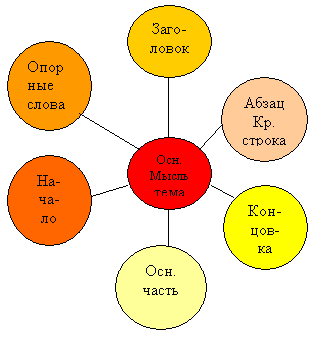 Заго-
ловок
Опор
ные
слова
Абзац
Кр.
строка
Осн.
Мысль
тема
На-
ча-
ло
Кон-
цов-
ка
Осн.
часть